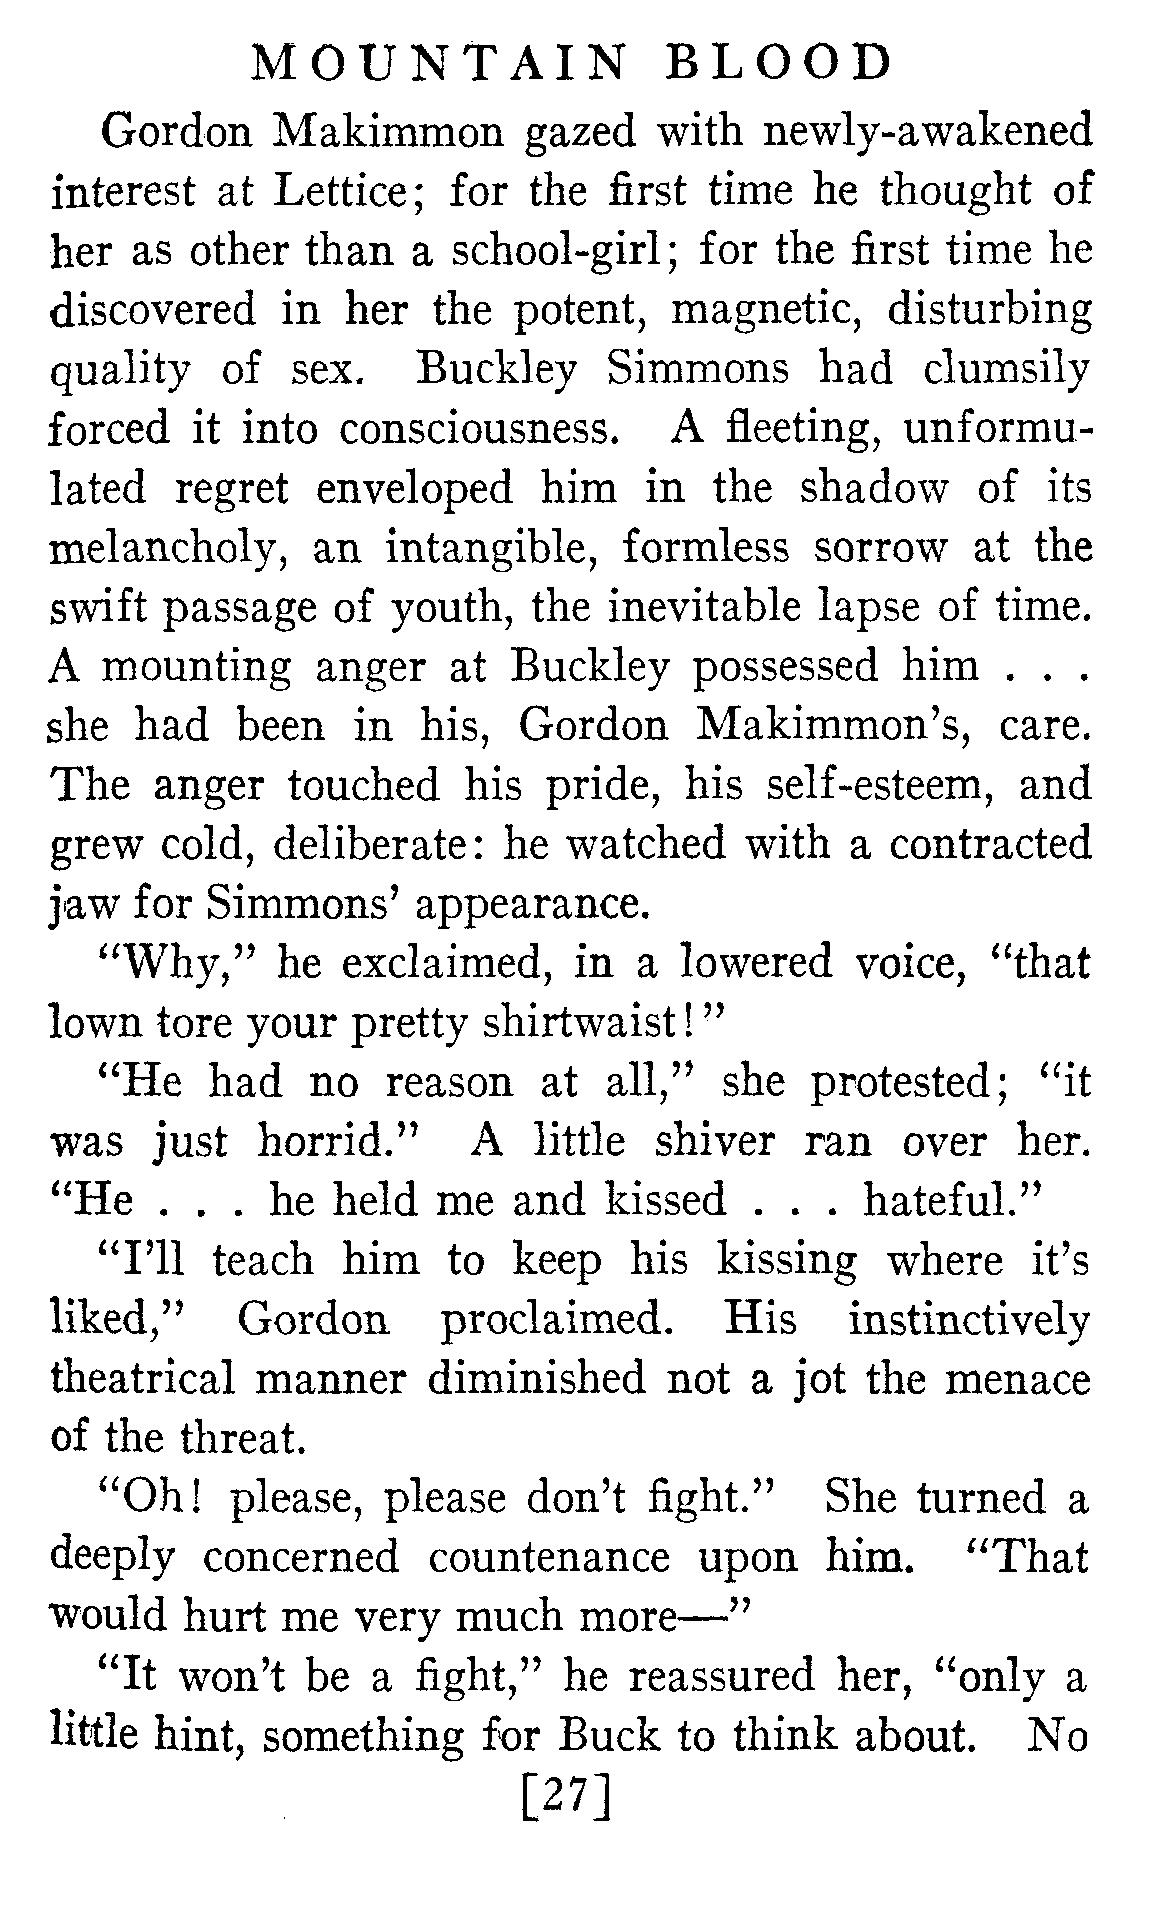 MOUNTAIN BLOOD
Gordon Makimmon gazed with newly-awakened
interest at Lettice; for the first time he thought of
her as other than a school-girl; for the first time he
discovered in her the potent, magnetic, disturbing
quality of sex. Buckley Simmons had clumsily
forced it into consciousness. A fleeting, unformu-
lated regret enveloped him in the shadow of its
melancholy, an intangible, formless sorrow at the
swift passage of youth, the inevitable lapse of time.
A mounting anger at Buckley possessed him . . .
she had been in his, Gordon Makimmon's, care.
The anger touched his pride, his self-esteem, and
grew cold, deliberate: he watched with a contracted
jaw for Simmons' appearance.
“Why,” he exclaimed, in a lowered voice, “that
lown tore your pretty shirtwaist!”
“He had no reason at all,” she protested; “it
was just horrid.” A little shiver ran over her.
“He . . . he held me and kissed . . . hateful.”
“I'll teach him to keep his kissing where it's
liked,” Gordon proclaimed. His instinctively
theatrical manner diminished not a jot the menace
of the threat.
“Oh! please, please don't fight.” She turned a
deeply concerned countenance upon him. “That
would hurt me very much more—”
“It won't be a fight,” he reassured her, “only a
little hint, something for Buck to think about. No
[27]